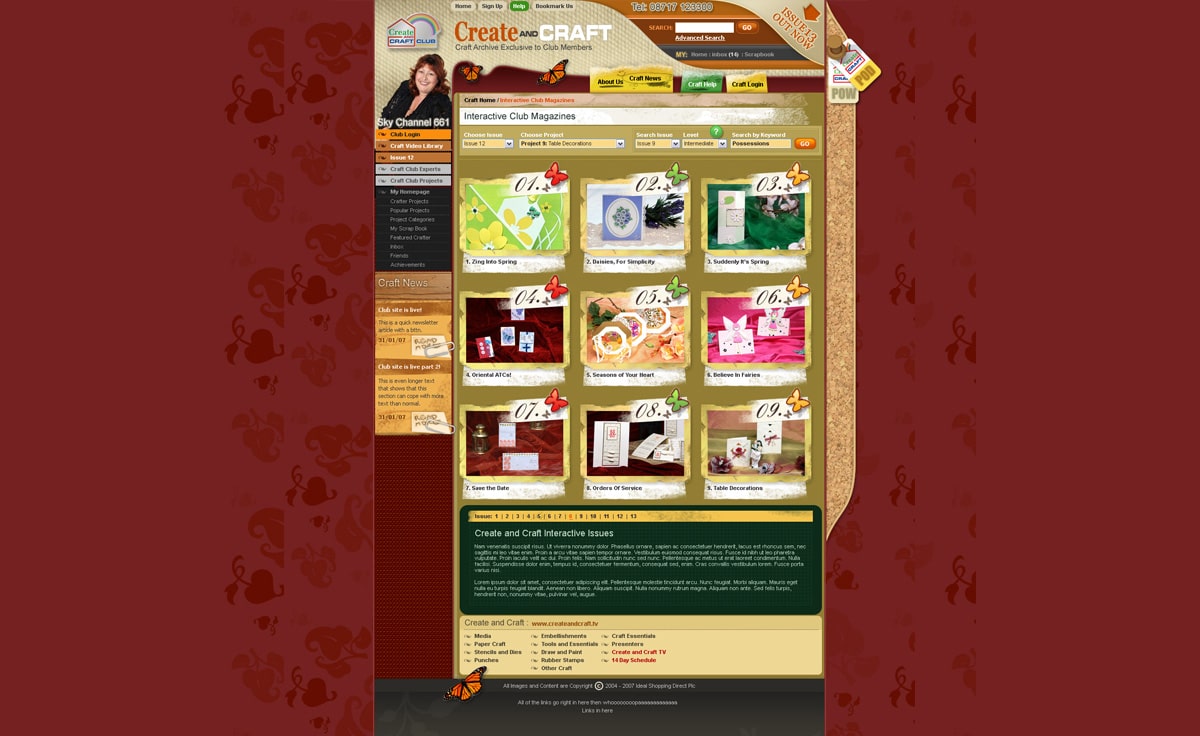 Home | Sign Up | Help | Bookmark Us
Tel: 08717 123300
ISSUE 13
OUT NOW
Create
CRAFT CLUB
Create AND CRAFT
Craft Archive Exclusive to Club Members
SEARCH: GO
Advanced Search
MY: Home | Inbox (14) | Scrapbook
POD
POW
About Us
Craft News
Craft Help
Craft Login
Sky Channel 661
Club Login
Craft Video Library
Issue 12
Craft Club Experts
Craft Club Projects
My Homepage
Crafter Projects
Popular Projects
Project Categories
My Scrap Book
Featured Crafter
Inbox
Friends
Achievements
Craft News
Club site is live!
This is a quick newsletter
article with a bttn.
31/01/07
READ MORE
Club site is live part 2!
This is even longer text
that shows that this
section can cope with more
text than normal.
31/01/07
READ MORE
Craft Home / Interactive Club Magazines
Interactive Club Magazines
Choose Issue Choose Project Search Issue Level ? Search by Keyword
Issue 12 Project 9: Table Decorations Issue 9 Intermediate Possessions GO
01. 02. 03.
1. Zing Into Spring 2. Daisies, For Simplicity 3. Suddenly It's Spring
04. 05. 06.
4. Oriental ATCs! 5. Seasons of Your Heart 6. Believe In Fairies
07. 08. 09.
7. Save the Date 8. Orders Of Service 9. Table Decorations
Issue: 1 | 2 | 3 | 4 | 5 | 6 | 7 | 8 | 9 | 10 | 11 | 12 | 13
Create and Craft Interactive Issues
Nam venenatis suscipit risus. Ut viverra nonummy dolor. Phasellus ornare, sapien ac consectetuer hendrerit, lacus est rhoncus sem, nec
sagittis mi leo vitae enim. Proin a arcu vitae sapien tempor ornare. Vestibulum euismod consequat risus. Fusce id nibh ut leo pharetra
vulputate. Proin iaculis velit ac dui. Proin felis. Nam sollicitudin nunc sed nunc. Pellentesque ac metus ut erat laoreet condimentum. Nulla
facilisi. Suspendisse dolor enim, tempus id, consectetuer fermentum, consequat sed, enim. Cras convallis vestibulum lorem. Fusce porta
varius nisi.
Lorem ipsum dolor sit amet, consectetuer adipiscing elit. Pellentesque molestie tincidunt arcu. Nunc feugiat. Morbi aliquam. Mauris eget
nulla eu turpis feugiat blandit. Aenean non libero. Aliquam suscipit. Nulla nonummy rutrum magna. Aliquam non ante. Sed felis turpis,
hendrerit non, nonummy vitae, pulvinar vel, augue.
Create and Craft : www.createandcraft.tv
Media Embellishments Craft Essentials
Paper Craft Tools and Essentials Presenters
Stencils and Dies Draw and Paint Create and Craft TV
Punches Rubber Stamps 14 Day Schedule
Other Craft
All Images and Content are Copyright © 2004 - 2007 Ideal Shopping Direct Plc
All of the links go right in here then whooooooopaaaaaaaaaaaaa
Links in here